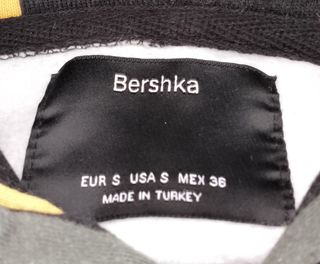 Bershka
EUR S USA S MEX 36
MADE IN TURKEY